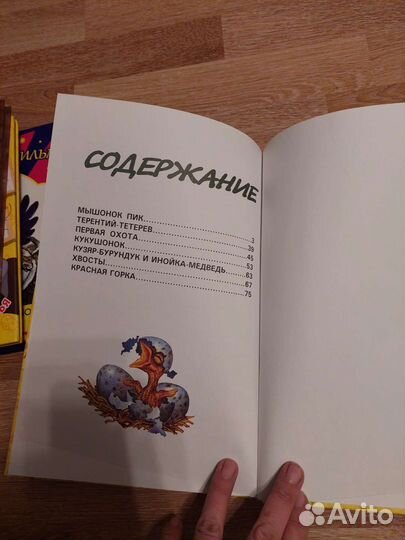 СОДЕРЖАНИЕ
МЫШОНОК ПИК 3
ТЕРЕНТИЙ-ТЕТЕРЕВ 39
ПЕРВАЯ ОХОТА 45
КУКУШОНОК 53
КУЗЯР-БУРУНДУК И ИНОЙКА-МЕДВЕДЬ 63
ХВОСТЫ 67
КРАСНАЯ ГОРКА 75
Avito